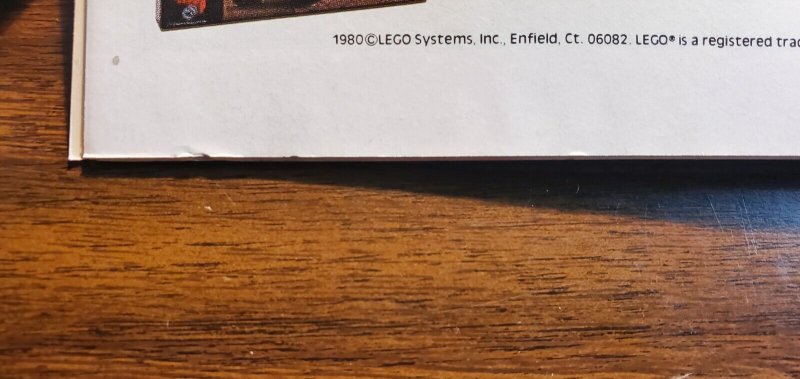 1980©LEGO Systems, Inc., Enfield, Ct. 06082. LEGO® is a registered